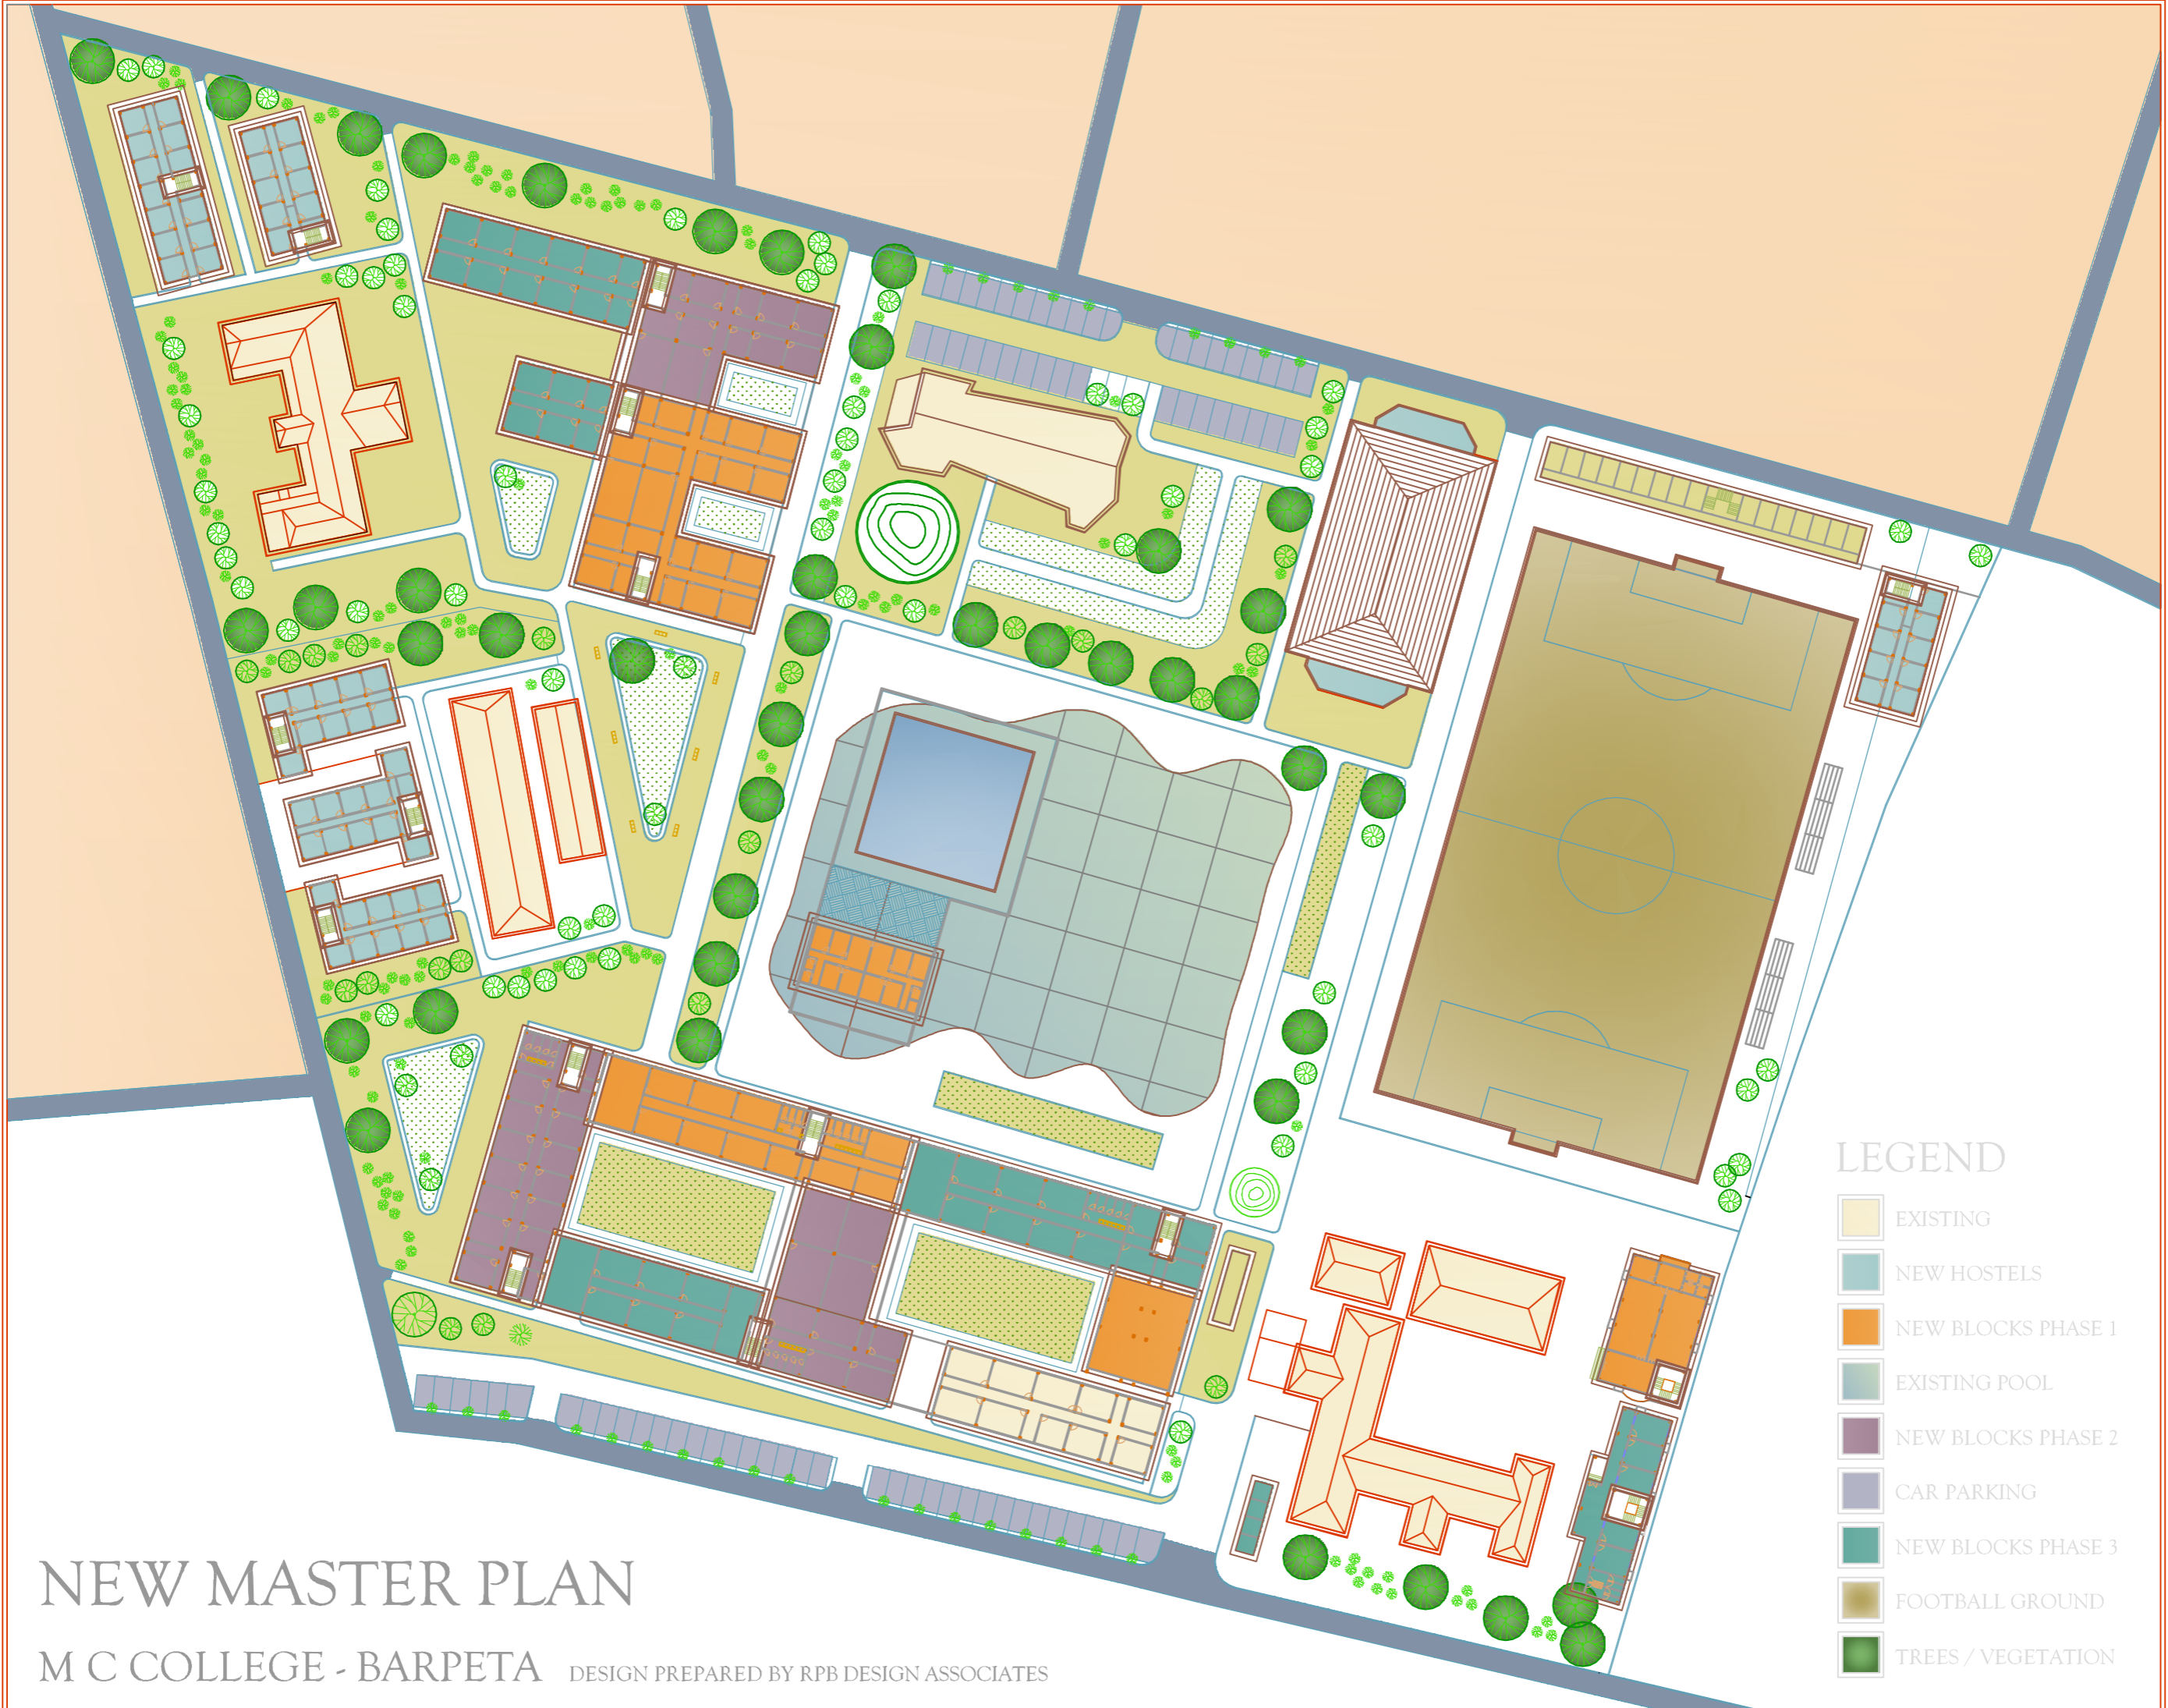 LEGEND
EXISTING
NEW HOSTELS
NEW BLOCKS PHASE 1
EXISTING POOL
NEW BLOCKS PHASE 2
CAR PARKING
NEW BLOCKS PHASE 3
FOOTBALL GROUND
TREES / VEGETATION
NEW MASTER PLAN
M C COLLEGE - BARPETA DESIGN PREPARED BY RPB DESIGN ASSOCIATES